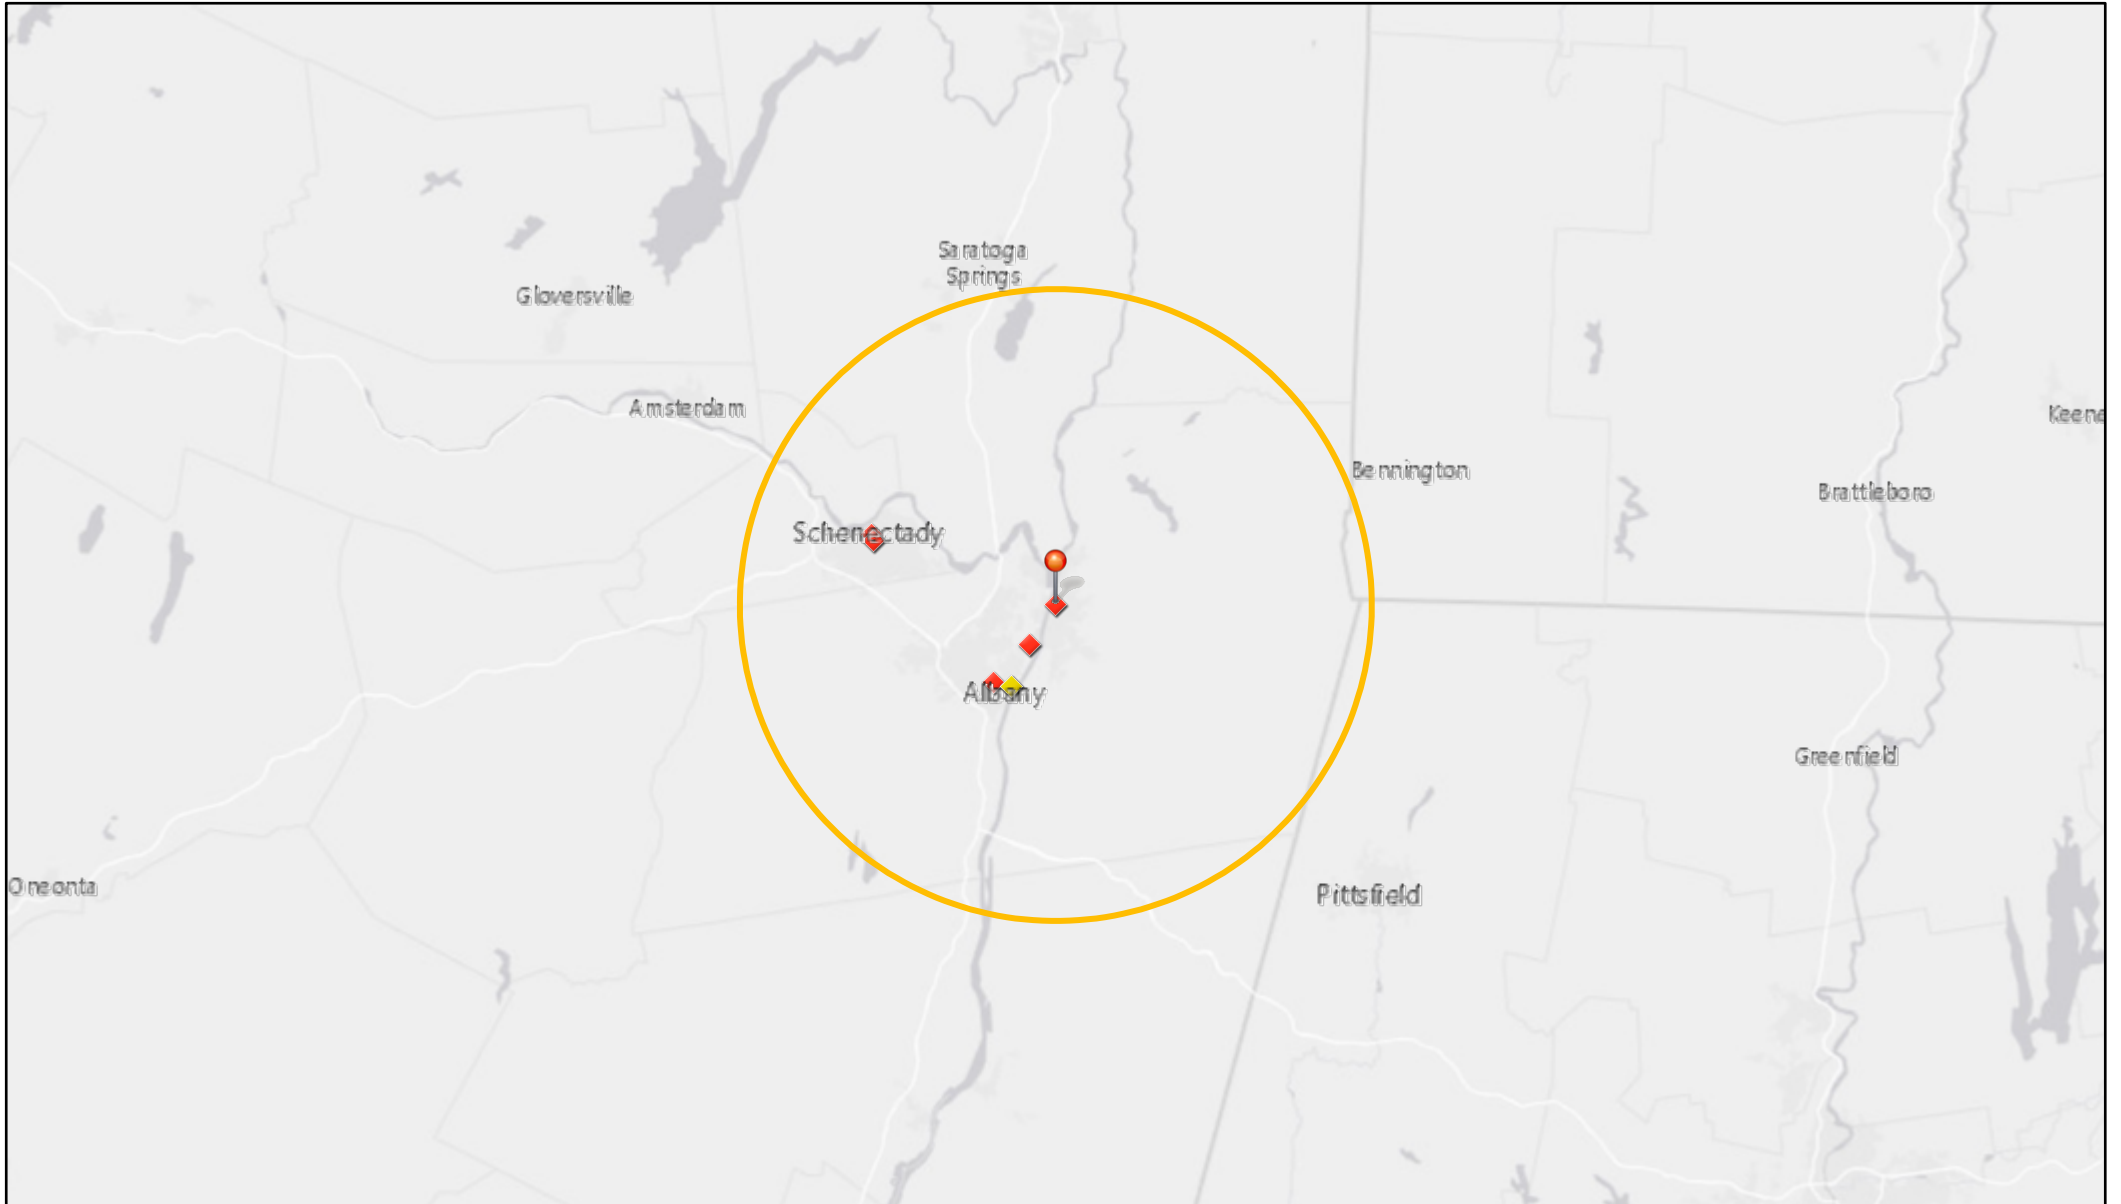 Saratoga
Springs
Gloversville
Amsterdam
Keene
Bennington
Brattleboro
Schenectady
Albany
Greenfield
Oneonta
Pittsfield